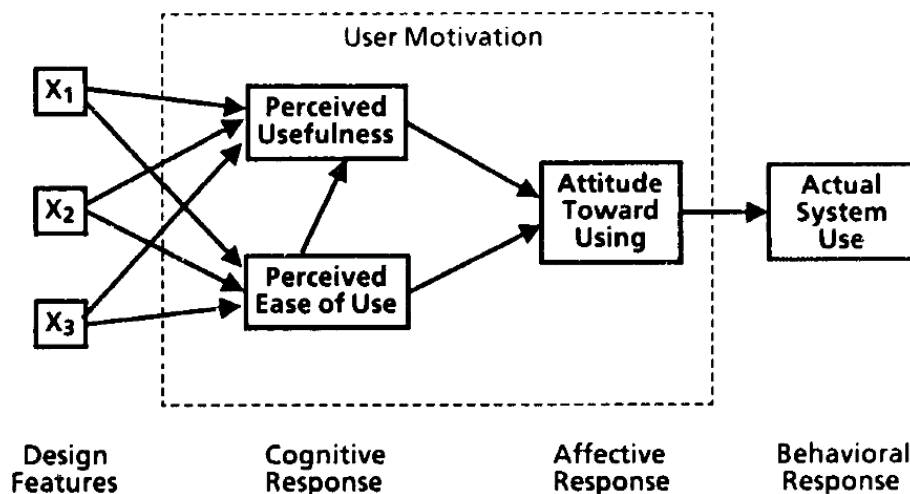 User Motivation
X1
Perceived
Usefulness
X2
Attitude
Toward
Using
Actual
System
Use
Perceived
Ease of Use
X3
Design
Features
Cognitive
Response
Affective
Response
Behavioral
Response